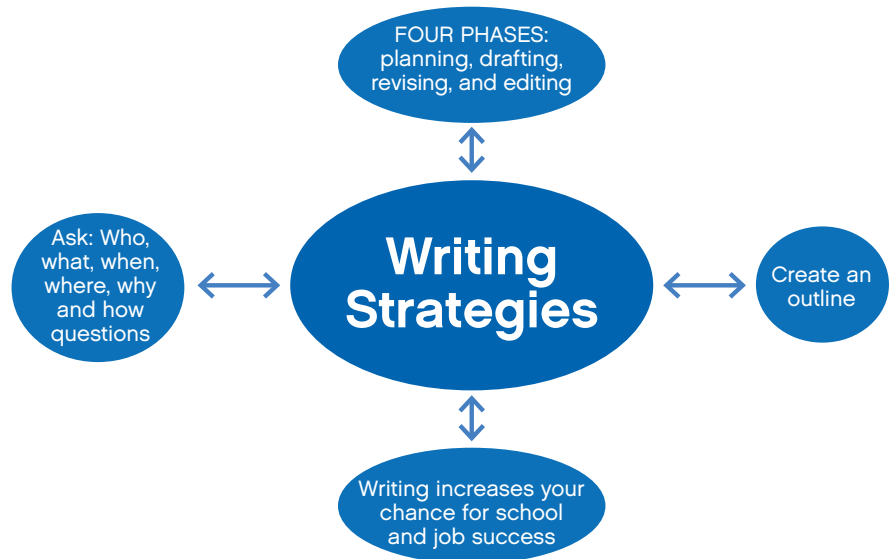 FOUR PHASES:
planning, drafting,
revising, and editing
Ask: Who,
what, when,
where, why
and how
questions
Writing
Strategies
Create an
outline
Writing increases your
chance for school
and job success